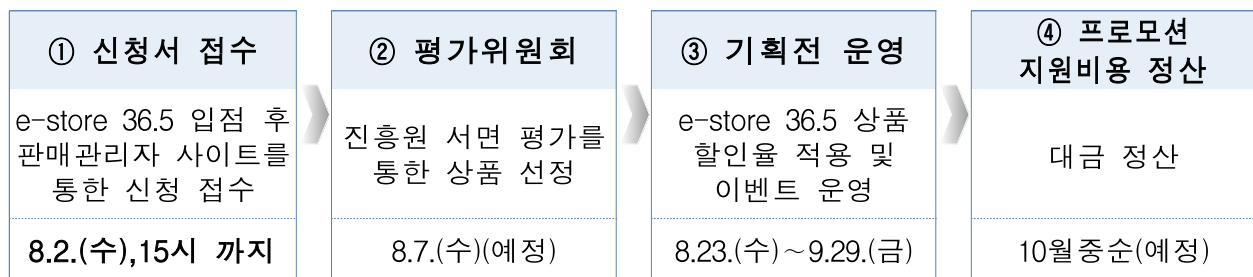 ① 신청서 접수
e-store 36.5 입점 후
판매관리자 사이트를
통한 신청 접수
8.2.(수),15시 까지
② 평가위원회
진흥원 서면 평가를
통한 상품 선정
8.7.(수)(예정)
③ 기획전 운영
e-store 36.5 상품
할인율 적용 및
이벤트 운영
8.23.(수)~9.29.(금)
④ 프로모션
지원비용 정산
대금 정산
10월중순(예정)